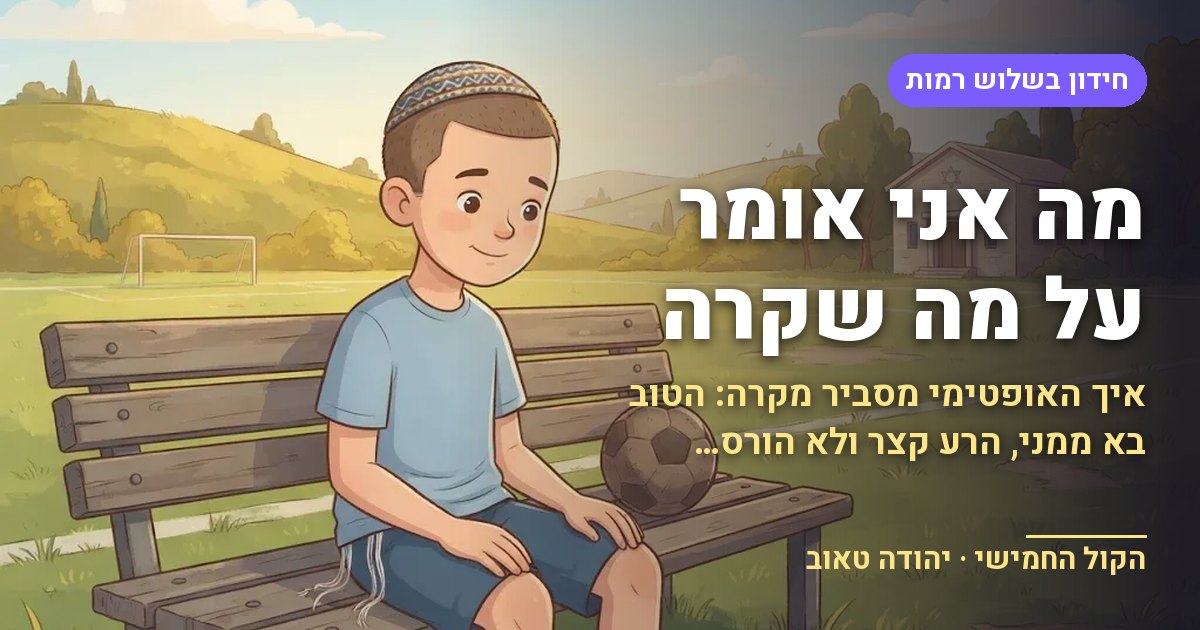 חידון בשלוש רמות
מה אני אומר
על מה שקרה
איך האופטימי מסביר מקרה: הטוב
בא ממני, הרע קצר ולא הורס...
הקול החמישי · יהודה טאוב